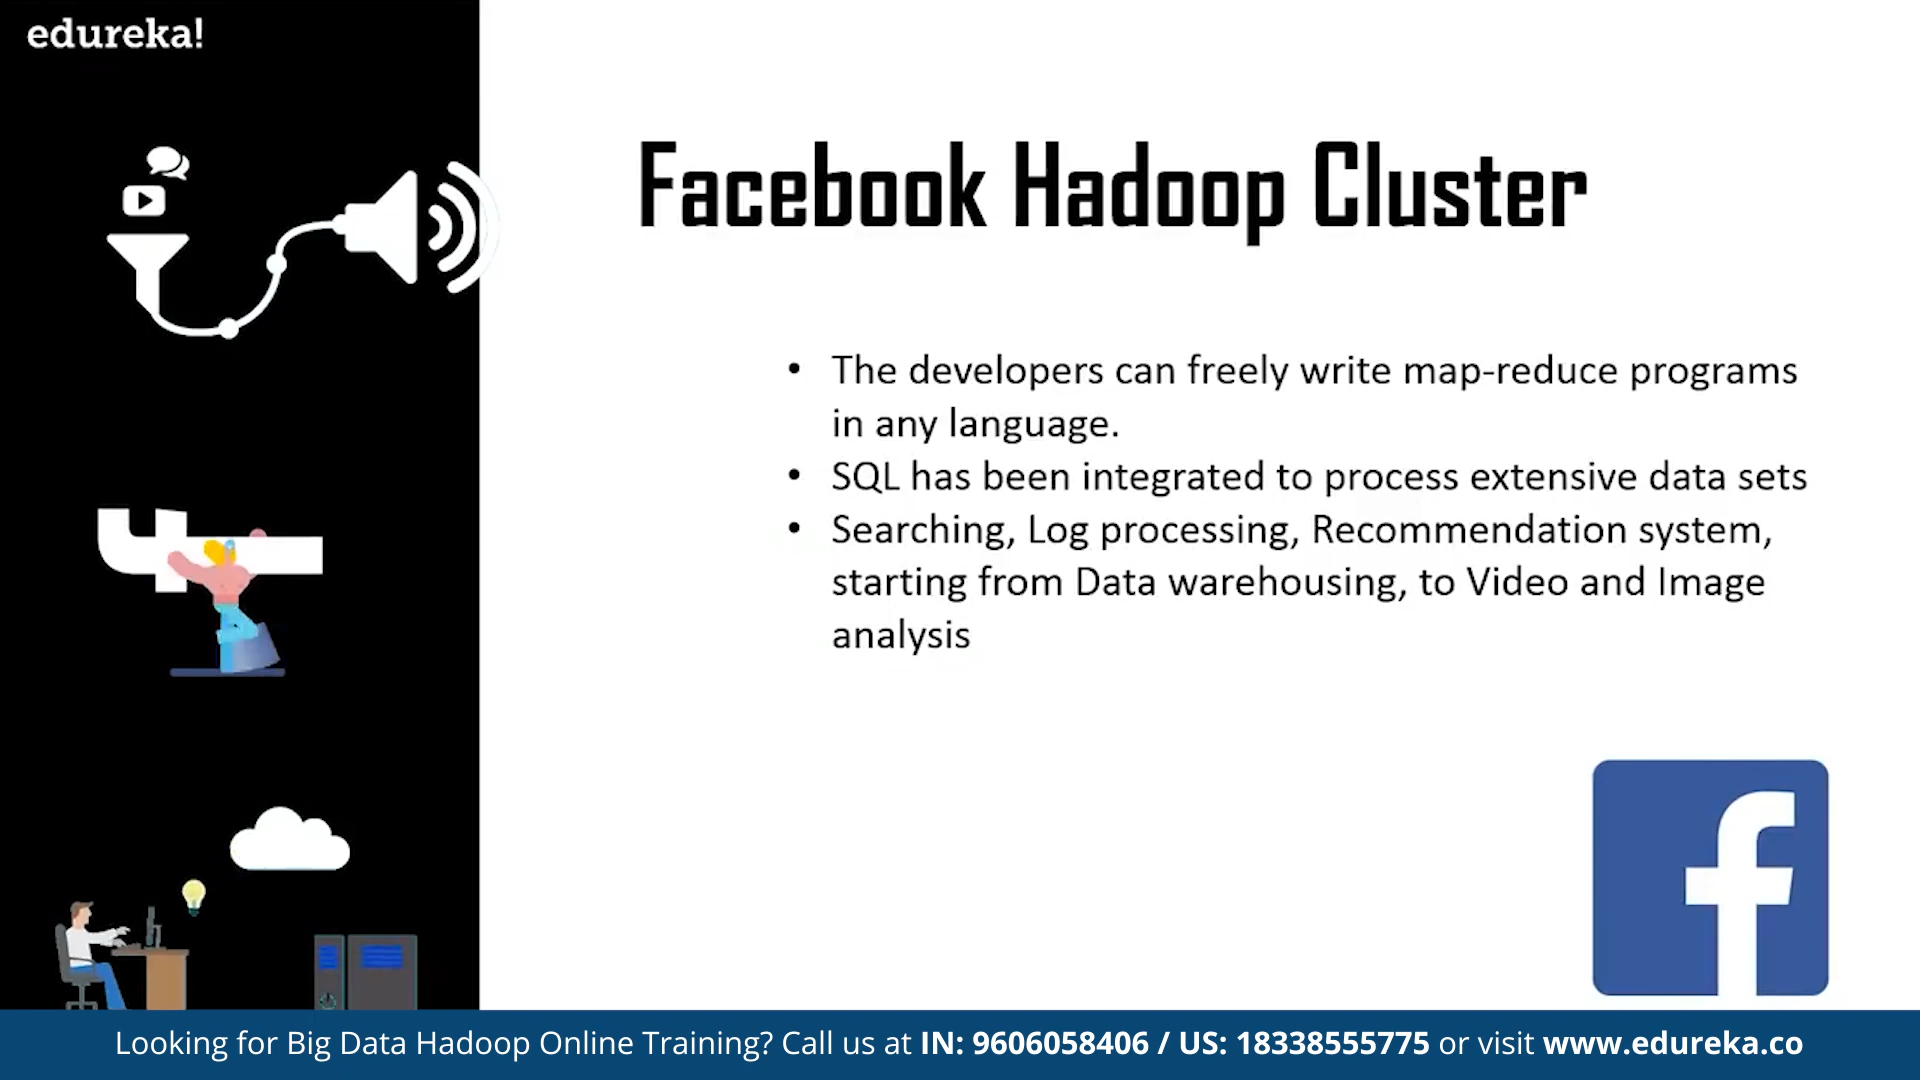 edureka!
Facebook Hadoop Cluster
• The developers can freely write map-reduce programs
in any language.
• SQL has been integrated to process extensive data sets
• Searching, Log processing, Recommendation system,
starting from Data warehousing, to Video and Image
analysis
Looking for Big Data Hadoop Online Training? Call us at IN: 9606058406 / US: 18338555775 or visit www.edureka.co